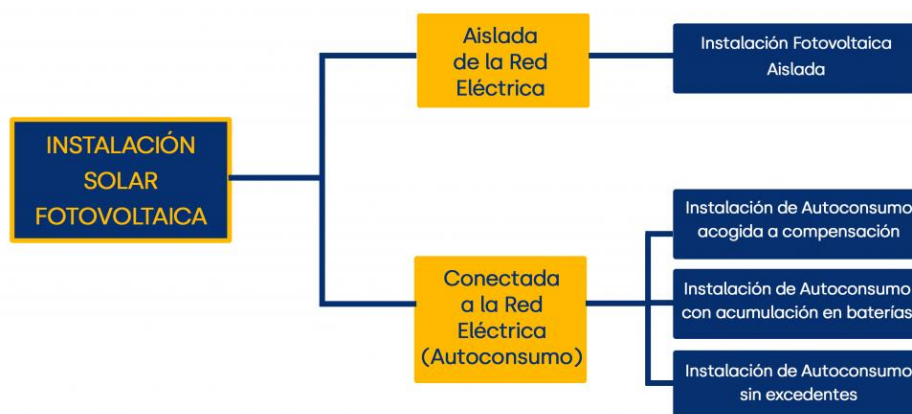 INSTALACIÓN
SOLAR
FOTOVOLTAICA
Aislada
de la Red
Eléctrica
Instalación Fotovoltaica
Aislada
Conectada
a la Red
Eléctrica
(Autoconsumo)
Instalación de Autoconsumo
acogida a compensación
Instalación de Autoconsumo
con acumulación en baterías
Instalación de Autoconsumo
sin excedentes